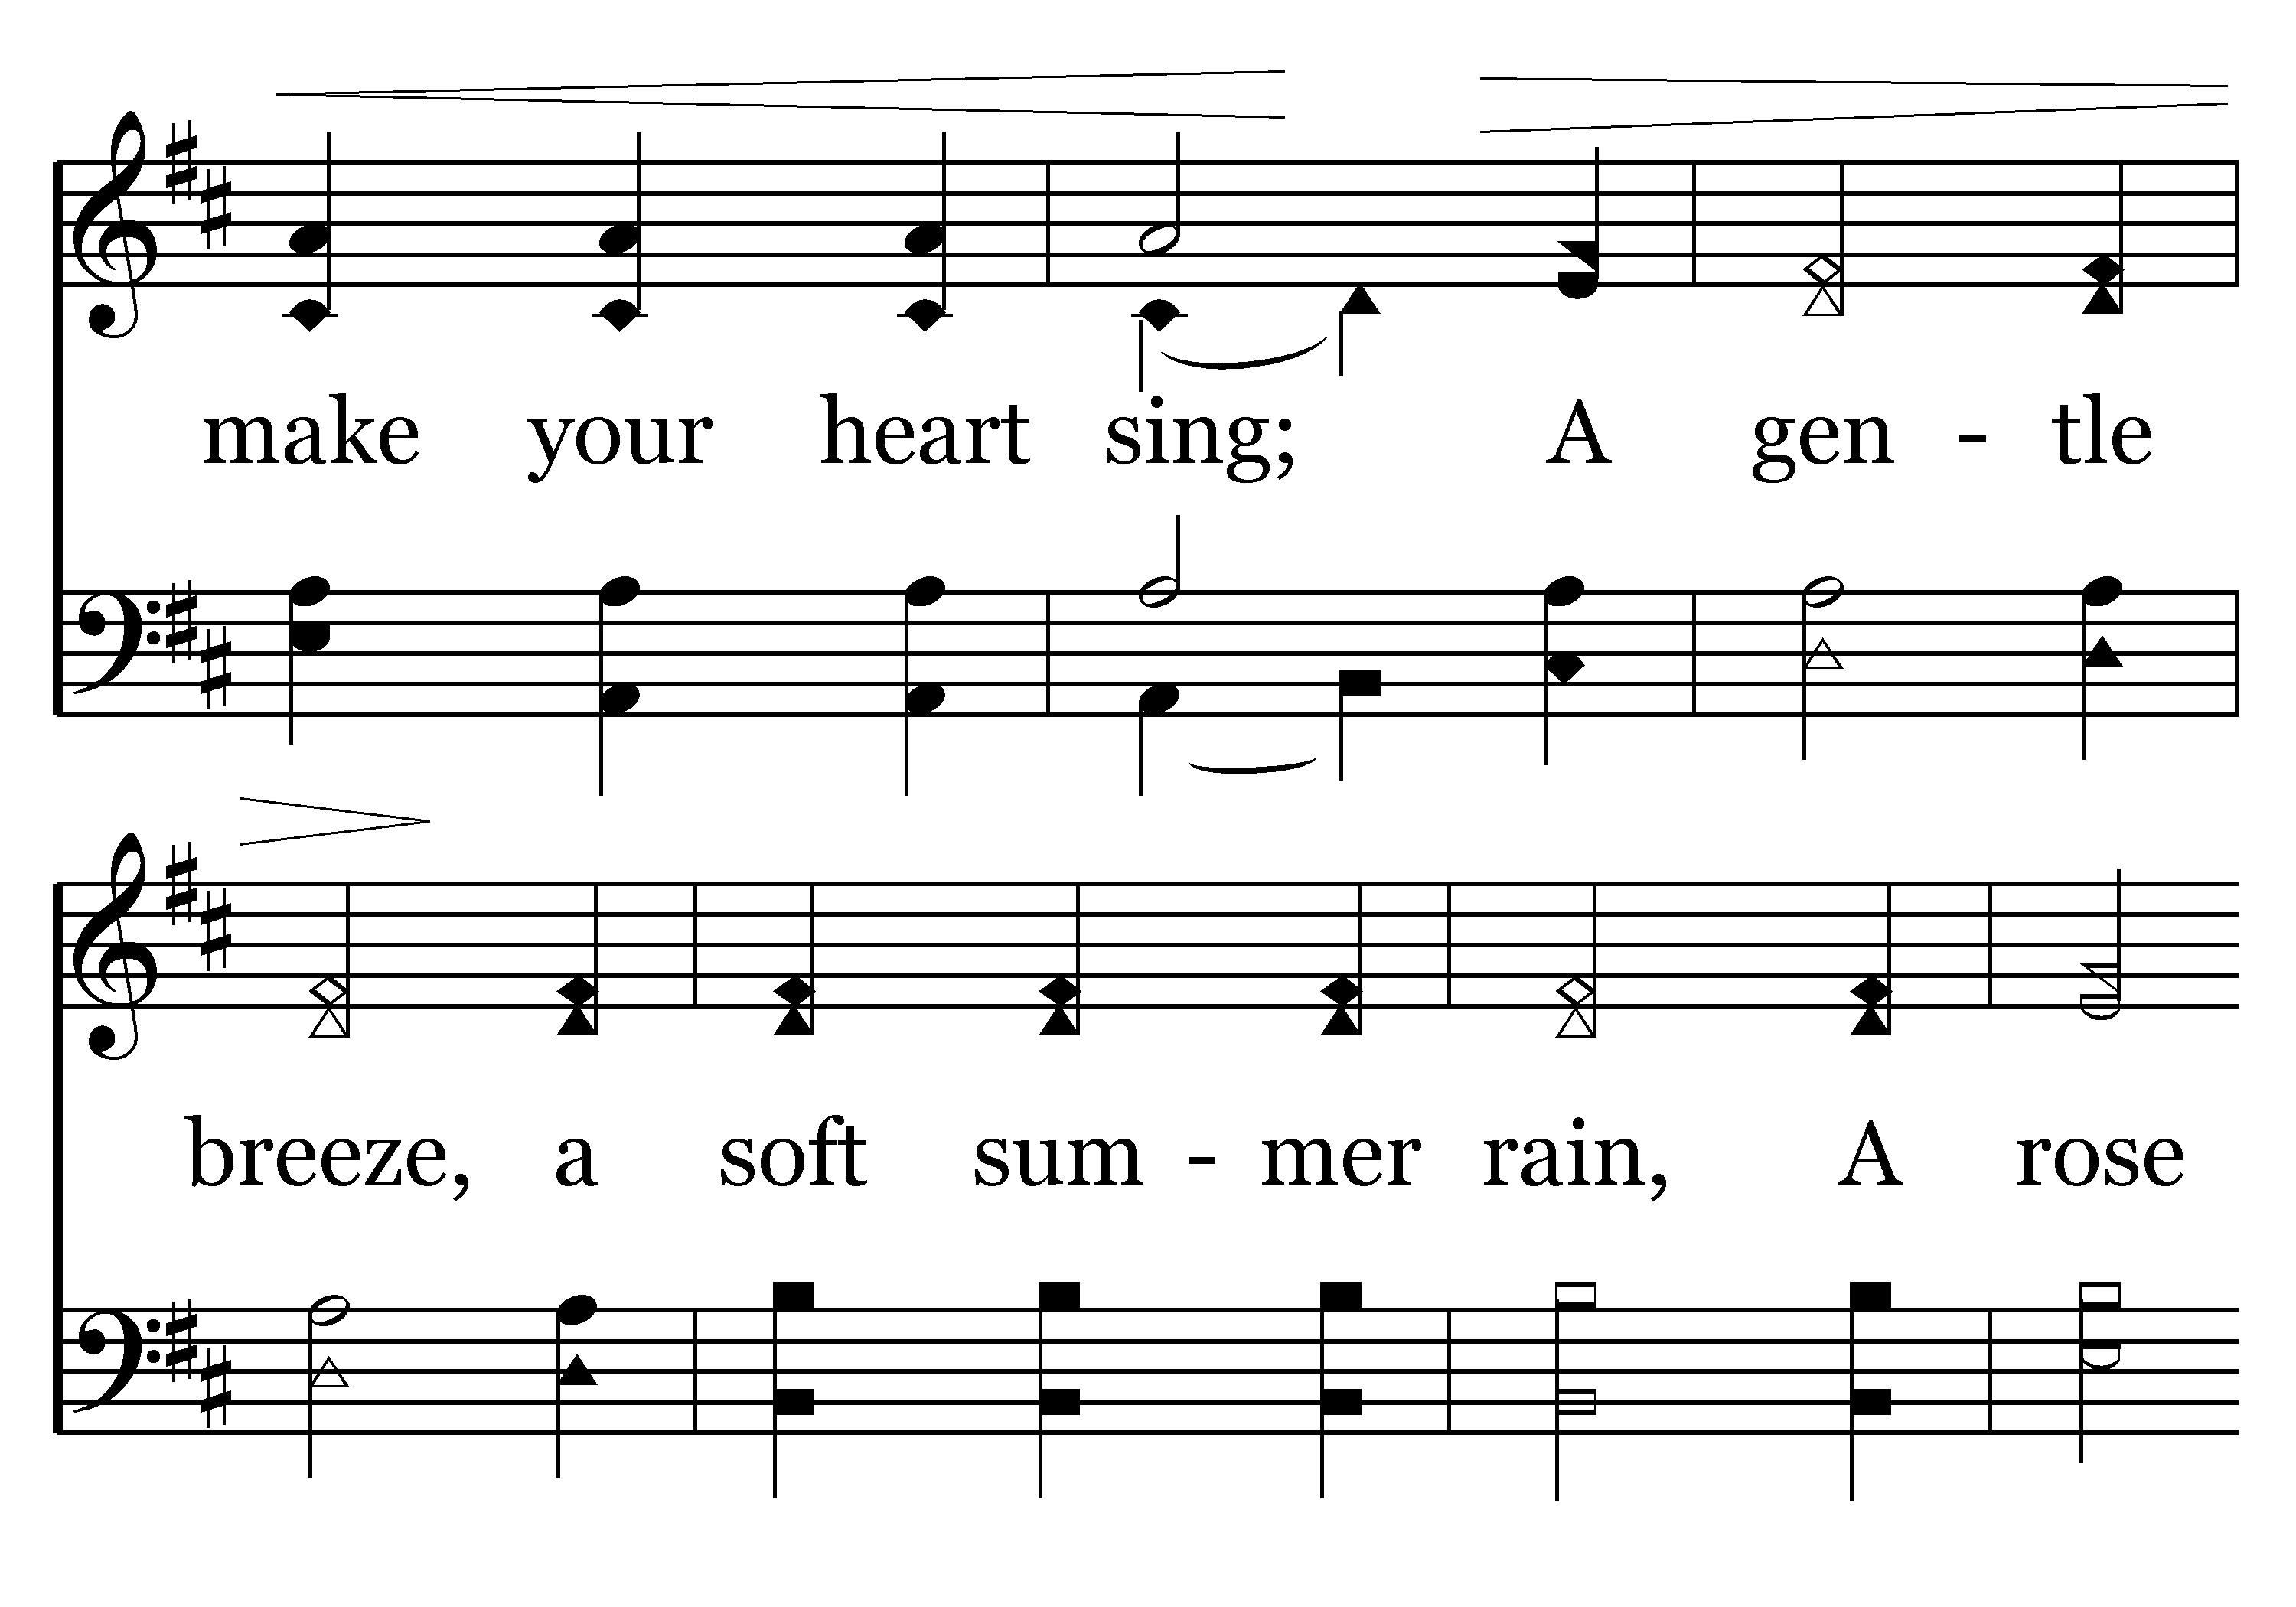 make your heart sing; A gen - tle
breeze, a soft sum - mer rain, A rose